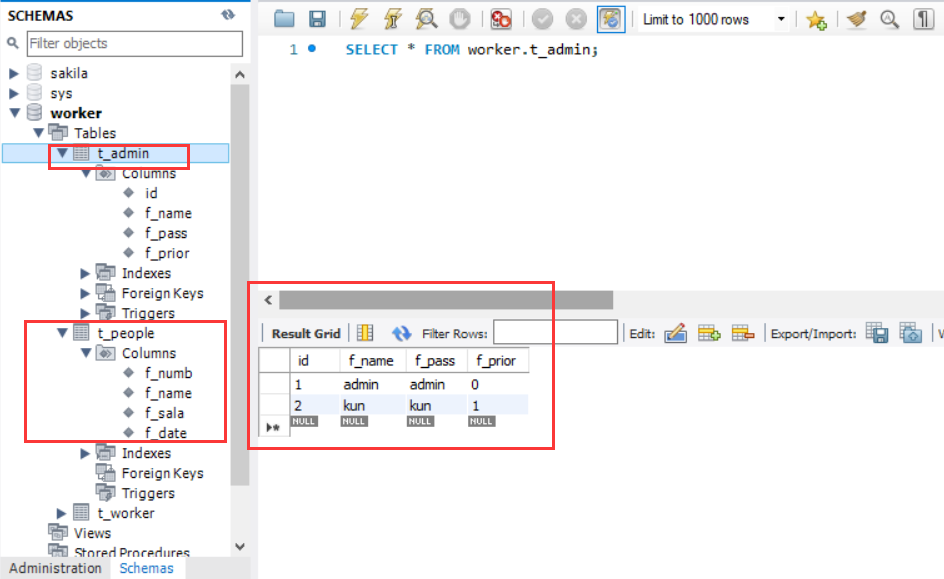 SCHEMAS
Filter objects
sakila
sys
worker
Tables
t_admin
Columns
id
f_name
f_pass
f_prior
Indexes
Foreign Keys
Triggers
t_people
Columns
f_numb
f_name
f_sala
f_date
Indexes
Foreign Keys
Triggers
t_worker
Views
Stored Procedures
Administration Schemas
Limit to 1000 rows
1 SELECT * FROM worker.t_admin;
Result Grid Filter Rows: Edit: Export/Import:
id f_name f_pass f_prior
1 admin admin 0
2 kun kun 1
NULL NULL NULL NULL